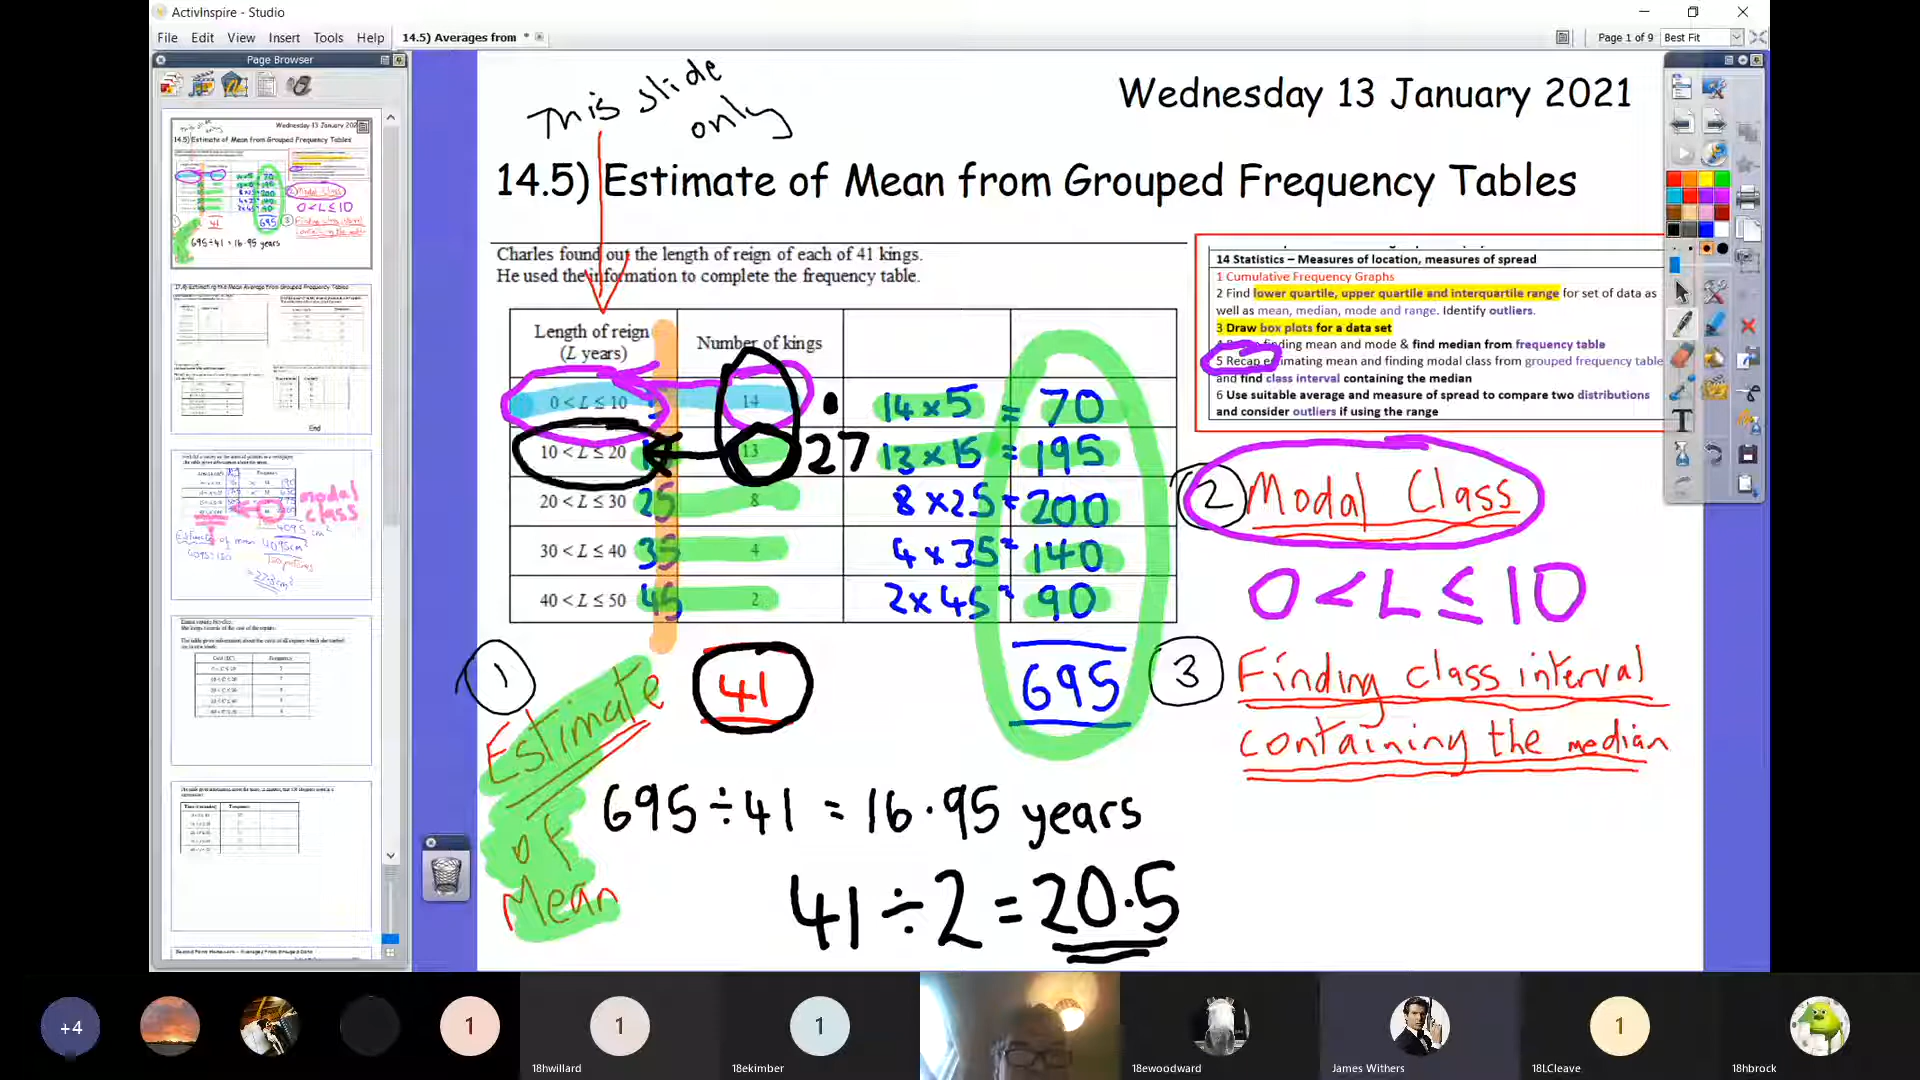 ActivInspire - Studio
File Edit View Insert Tools Help
14.5) Averages from *
Page 1 of 9
Best Fit
Page Browser
This slide
only
Wednesday 13 January 2021
14.5) Estimate of Mean from Grouped Frequency Tables
Charles found out the length of reign of each of 41 kings.
He used the information to complete the frequency table.
Length of reign
(L years)
Number of kings
0 < L ≤ 10 14 14 x 5 = 70
10 < L ≤ 20 13 27 13 x 15 = 195
20 < L ≤ 30 25 8 8 x 25 = 200
30 < L ≤ 40 35 4 4 x 35 = 140
40 < L ≤ 50 45 2 2 x 45 = 90
41 695
1
Estimate
of
Mean
695 ÷ 41 = 16.95 years
41 ÷ 2 = 20.5
14 Statistics – Measures of location, measures of spread
1 Cumulative Frequency Graphs
2 Find lower quartile, upper quartile and interquartile range for set of data as
well as mean, median, mode and range. Identify outliers.
3 Draw box plots for a data set
finding mean and mode & find median from frequency table
5 Recap estimating mean and finding modal class from grouped frequency table
and find class interval containing the median
6 Use suitable average and measure of spread to compare two distributions
and consider outliers if using the range
2 Modal Class
0 < L ≤ 10
3 Finding class interval
containing the median
+4
1
1
18hwillard
1
18ekimber
18ewoodward
James Withers
1
18LCleave
18hbrock